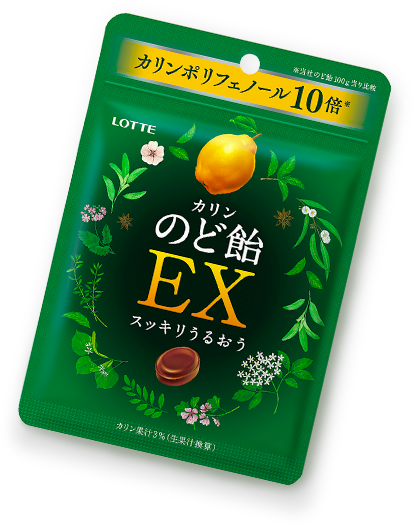 ※当社のど飴100g当り比較
カリンポリフェノール10倍※
LOTTE
カリン
のど飴
EX
スッキリうるおう
カリン果汁3%(生果汁換算)